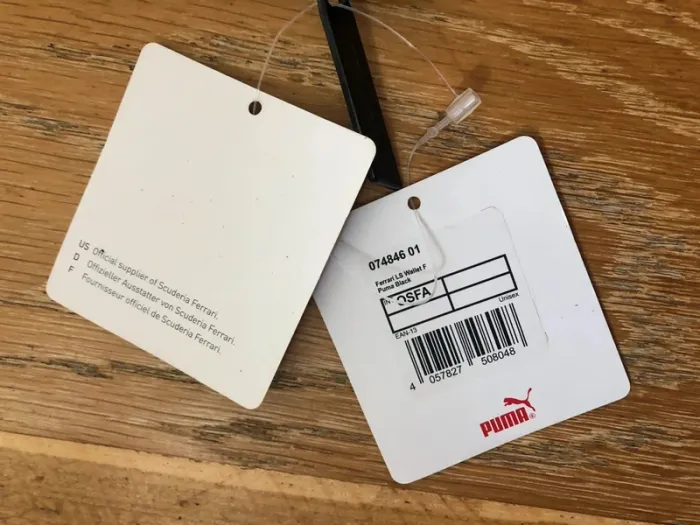 US Official supplier of Scuderia Ferrari.
D Offizieller Ausstatter von Scuderia Ferrari.
F Fournisseur officiel de Scuderia Ferrari.
074846 01
Ferrari LS Wallet F
Puma Black
OSFA
EAN-13
Unisex
4 057827 508048
PUMA®